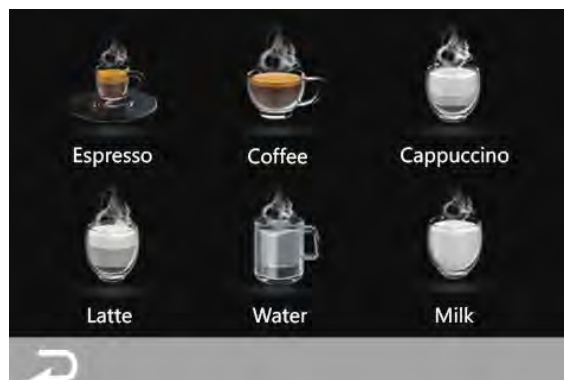 Espresso
Coffee
Cappuccino
Latte
Water
Milk